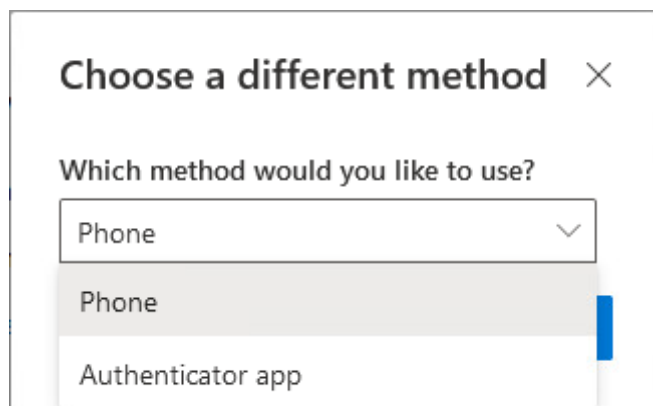 Choose a different method
Which method would you like to use?
Phone
Phone
Authenticator app